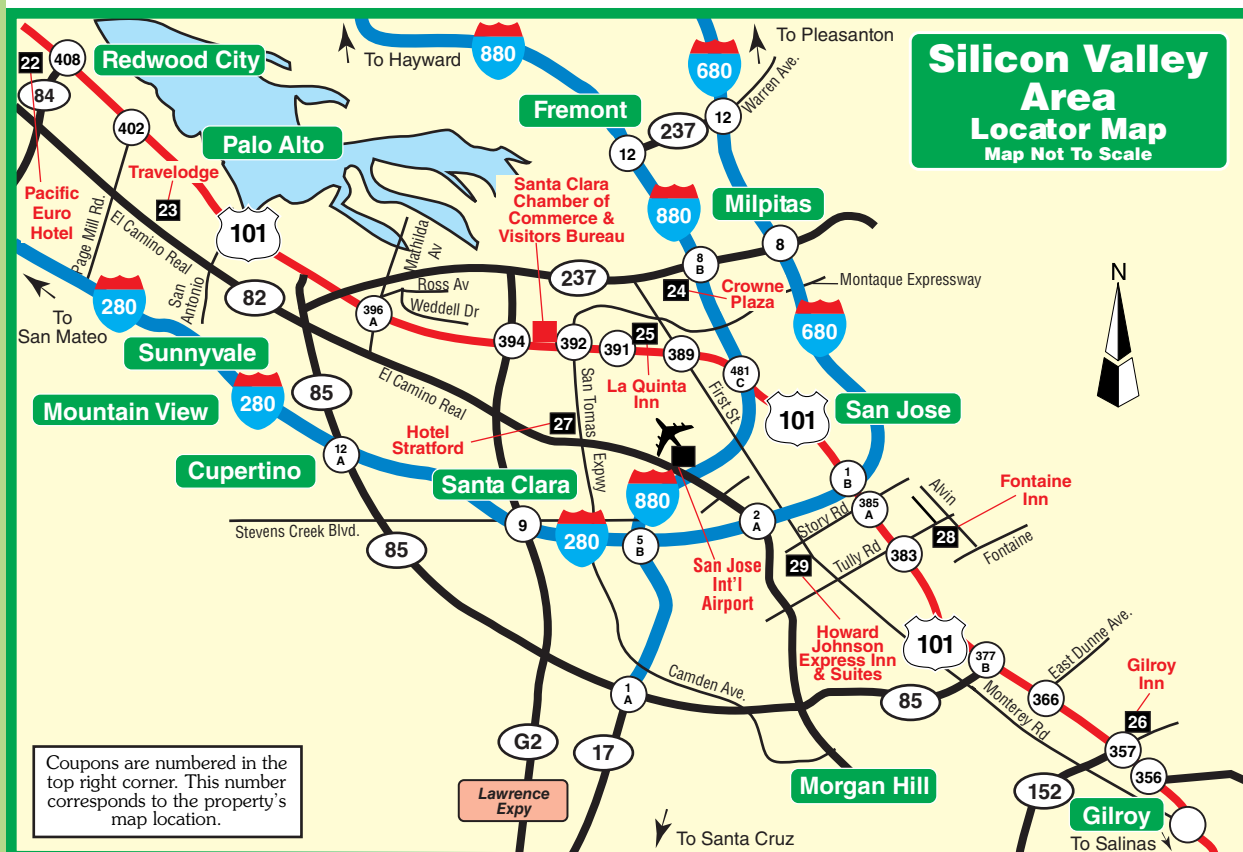 Silicon Valley
Area
Locator Map
Map Not To Scale
To Hayward
To Pleasanton
Warren Ave.
880
680
22
408
Redwood City
84
402
Fremont
237
12
12
Palo Alto
Travelodge
23
Pacific
Euro
Hotel
Page Mill Rd.
El Camino Real
San
Antonio
101
Santa Clara
Chamber of
Commerce &
Visitors Bureau
880
Milpitas
8
8
B
Mathilda
Av
Ross Av
Weddell Dr
237
24
Crowne
Plaza
Montaque Expressway
N
To
San Mateo
280
82
396
A
394
392
391
25
389
La Quinta
Inn
481
C
680
Sunnyvale
Mountain View
280
85
El Camino Real
San Tomas
Expwy
First St
101
San Jose
Hotel
Stratford
27
12
A
Cupertino
Santa Clara
880
1
B
385
A
Alvin
Fontaine
Inn
28
Fontaine
Stevens Creek Blvd.
9
280
5
B
2
A
Story Rd
Tully Rd
383
85
San Jose
Int'l
Airport
29
Howard
Johnson
Express Inn
& Suites
101
377
B
East Dunne Ave.
Gilroy
Inn
26
1
A
Camden Ave.
85
Monterey Rd
366
357
356
G2
17
Lawrence
Expy
Morgan Hill
152
Gilroy
To Santa Cruz
To Salinas
Coupons are numbered in the
top right corner. This number
corresponds to the property's
map location.